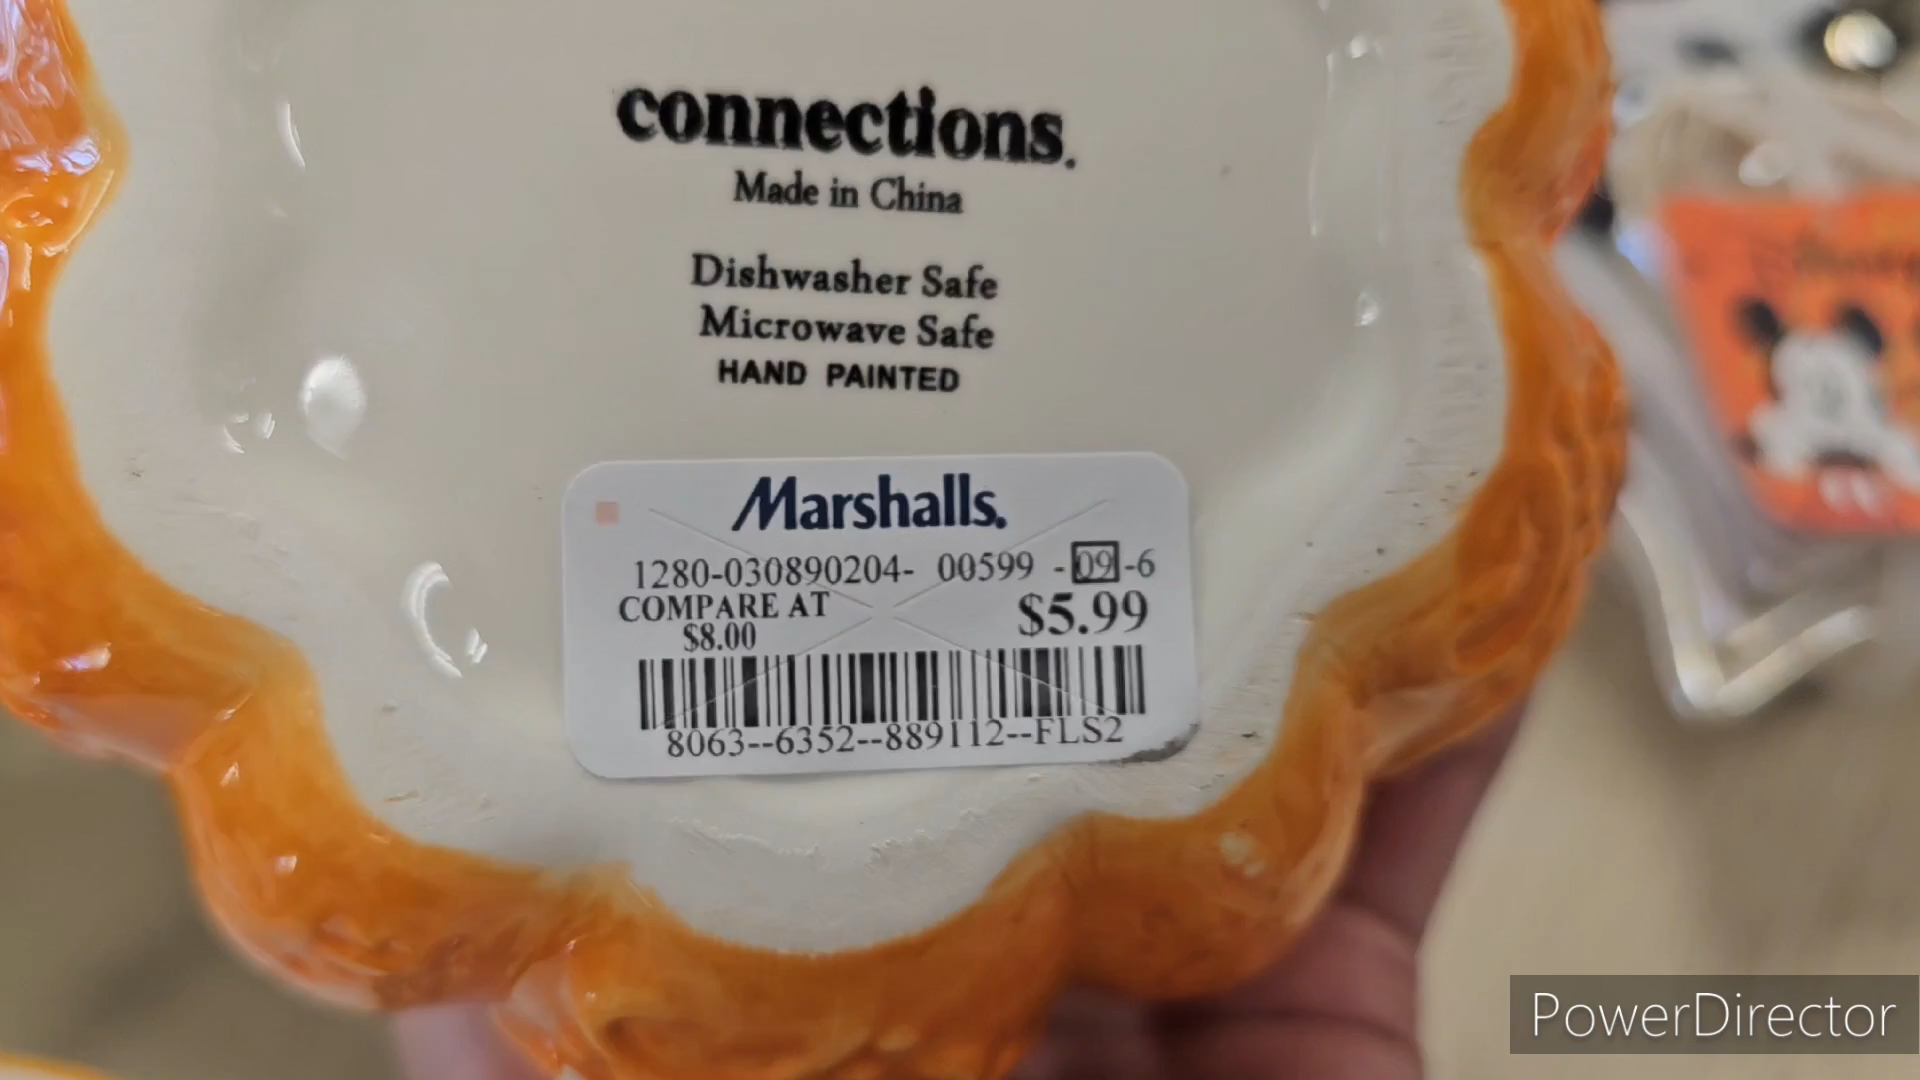 connections.
Made in China
Dishwasher Safe
Microwave Safe
HAND PAINTED
Marshalls.
1280-030890204- 00599 -09-6
COMPARE AT
$8.00
$5.99
8063--6352--889112--FLS2
PowerDirector